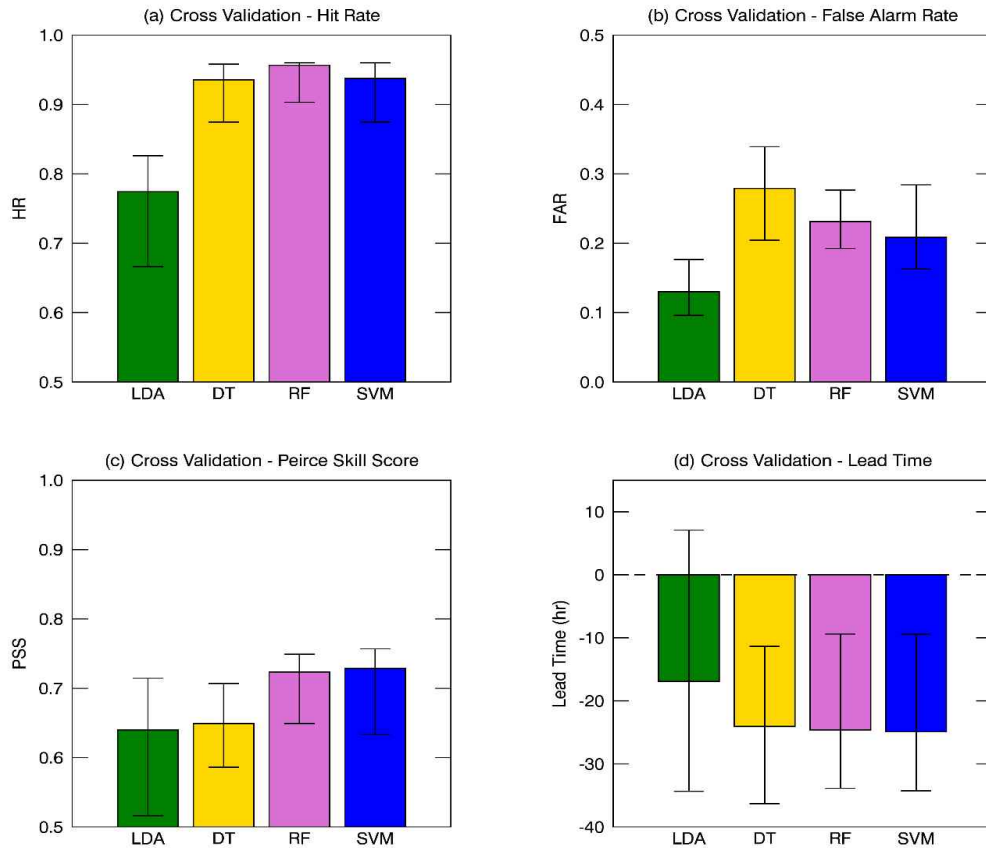 (a) Cross Validation - Hit Rate
1.0
0.9
0.8
0.7
0.6
0.5
HR
LDA DT RF SVM
(b) Cross Validation - False Alarm Rate
0.5
0.4
0.3
0.2
0.1
0.0
FAR
LDA DT RF SVM
(c) Cross Validation - Peirce Skill Score
1.0
0.9
0.8
0.7
0.6
0.5
PSS
LDA DT RF SVM
(d) Cross Validation - Lead Time
10
0
-10
-20
-30
-40
Lead Time (hr)
LDA DT RF SVM